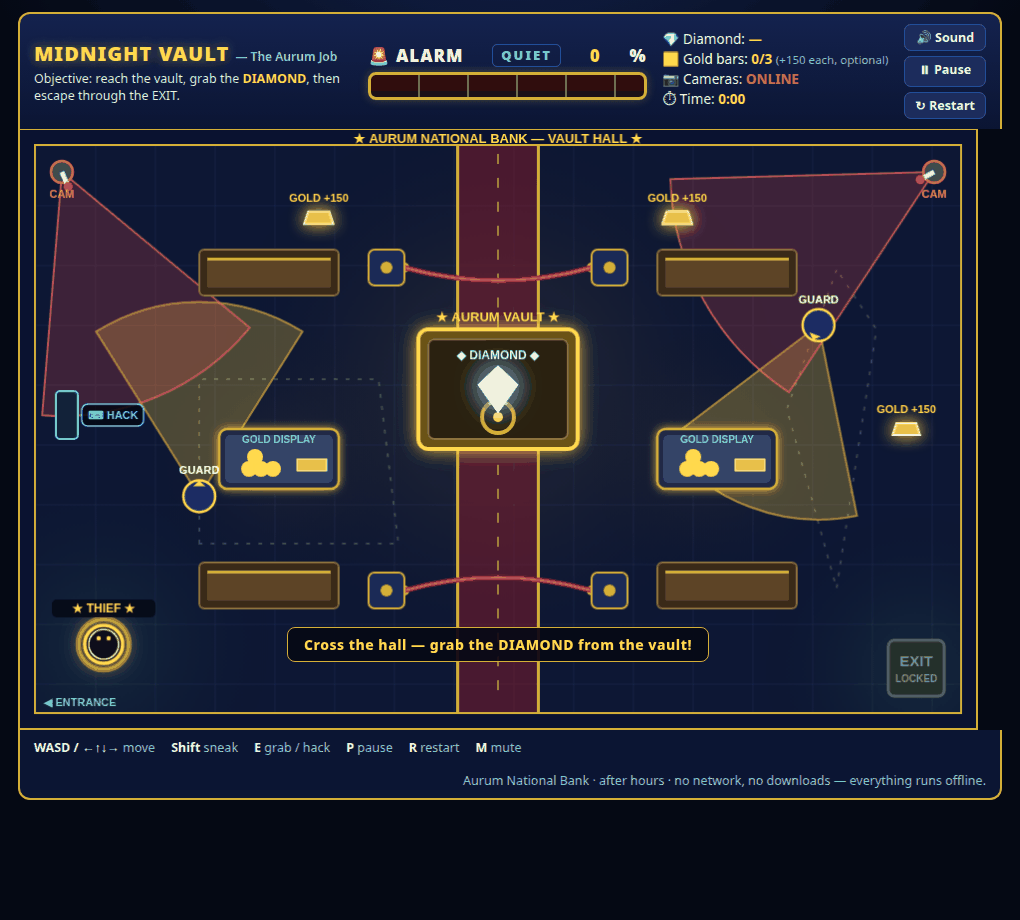 MIDNIGHT VAULT — The Aurum Job
Objective: reach the vault, grab the DIAMOND, then
escape through the EXIT.
🚨 ALARM QUIET 0 %
💎 Diamond: —
🟨 Gold bars: 0/3 (+150 each, optional)
📷 Cameras: ONLINE
⏱ Time: 0:00
🔊 Sound
⏸ Pause
↻ Restart
★ AURUM NATIONAL BANK — VAULT HALL ★
CAM
CAM
GOLD +150
GOLD +150
GUARD
★ AURUM VAULT ★
◆ DIAMOND ◆
HACK
GOLD +150
GOLD DISPLAY
GOLD DISPLAY
GUARD
★ THIEF ★
Cross the hall — grab the DIAMOND from the vault!
EXIT
LOCKED
◀ ENTRANCE
WASD / ←↑↓→ move Shift sneak E grab / hack P pause R restart M mute
Aurum National Bank · after hours · no network, no downloads — everything runs offline.